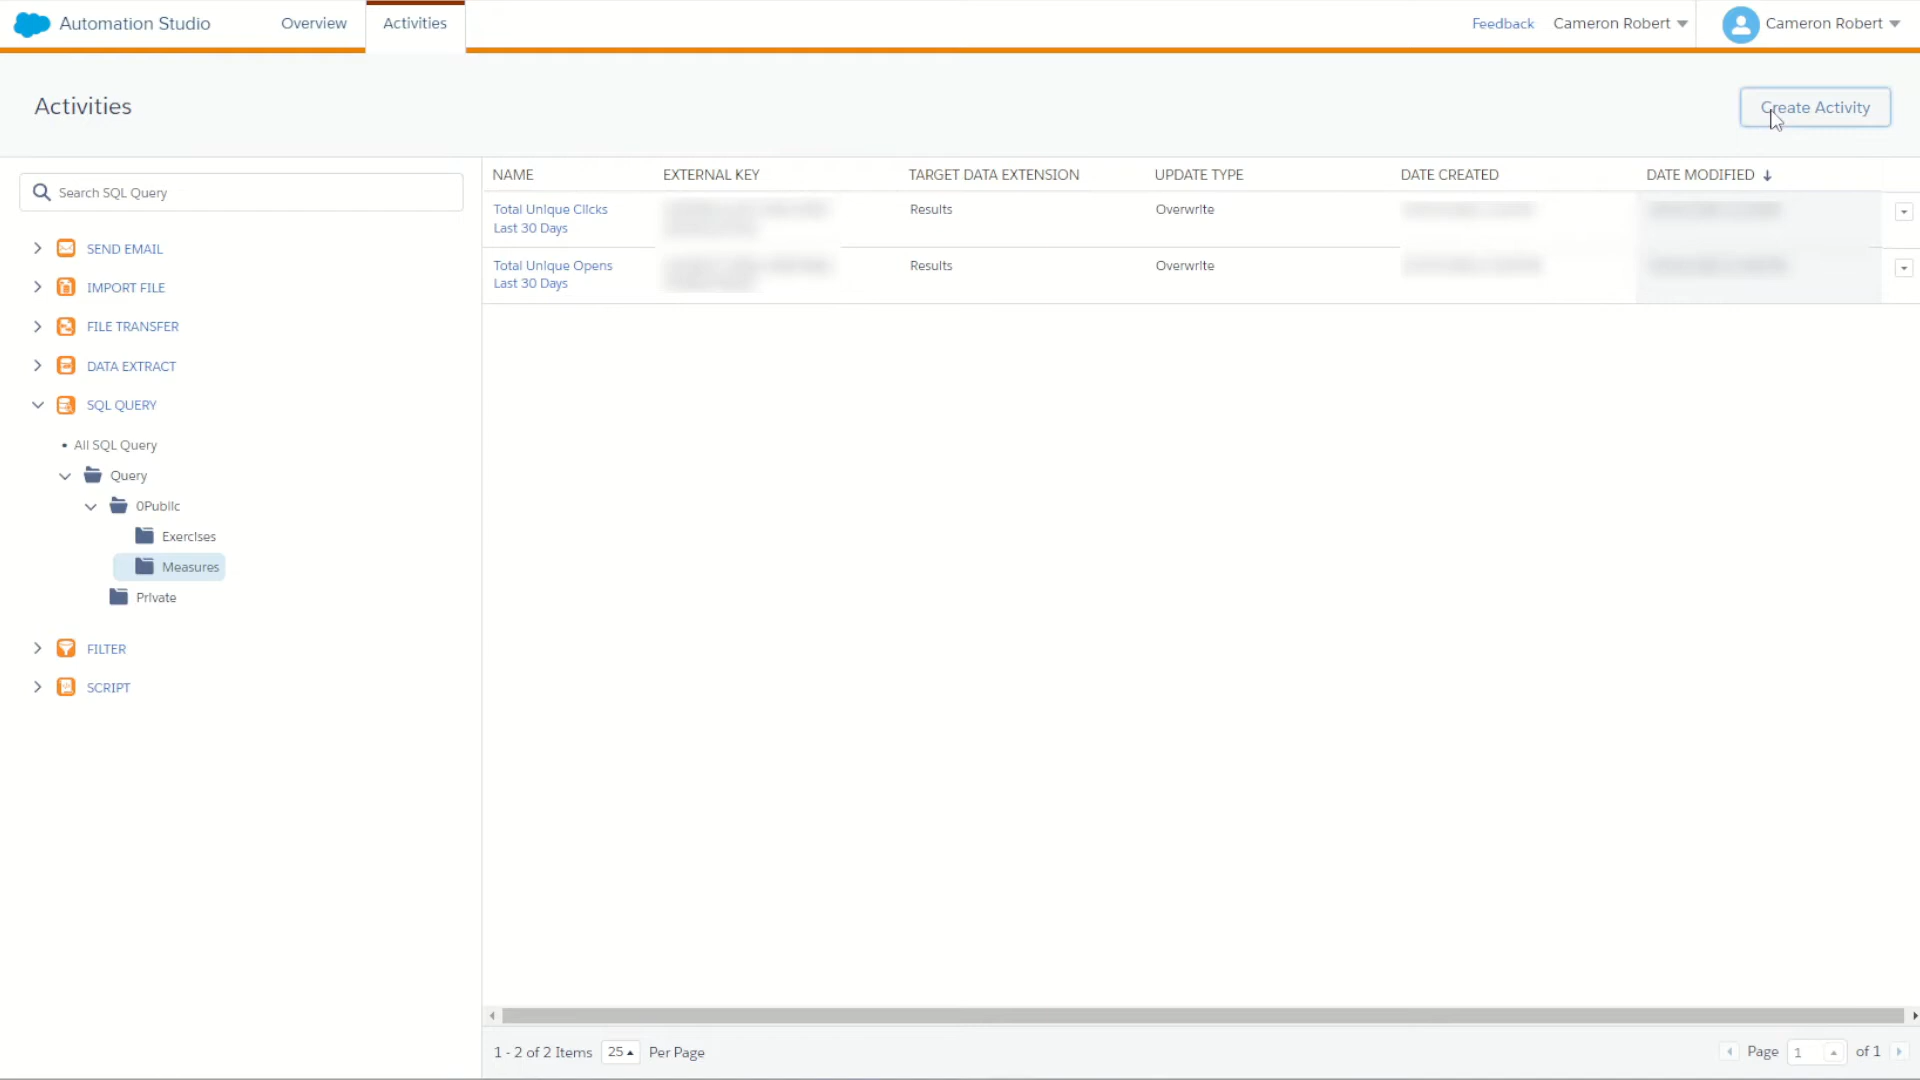 Automation Studio
Overview
Activities
Feedback
Cameron Robert
Cameron Robert
Activities
Create Activity
Search SQL Query
SEND EMAIL
IMPORT FILE
FILE TRANSFER
DATA EXTRACT
SQL QUERY
All SQL Query
Query
0Public
Exercises
Measures
Private
FILTER
SCRIPT
NAME EXTERNAL KEY TARGET DATA EXTENSION UPDATE TYPE DATE CREATED DATE MODIFIED
Total Unique Clicks Results Overwrite
Last 30 Days
Total Unique Opens Results Overwrite
Last 30 Days
1 - 2 of 2 Items 25 Per Page
Page 1 of 1